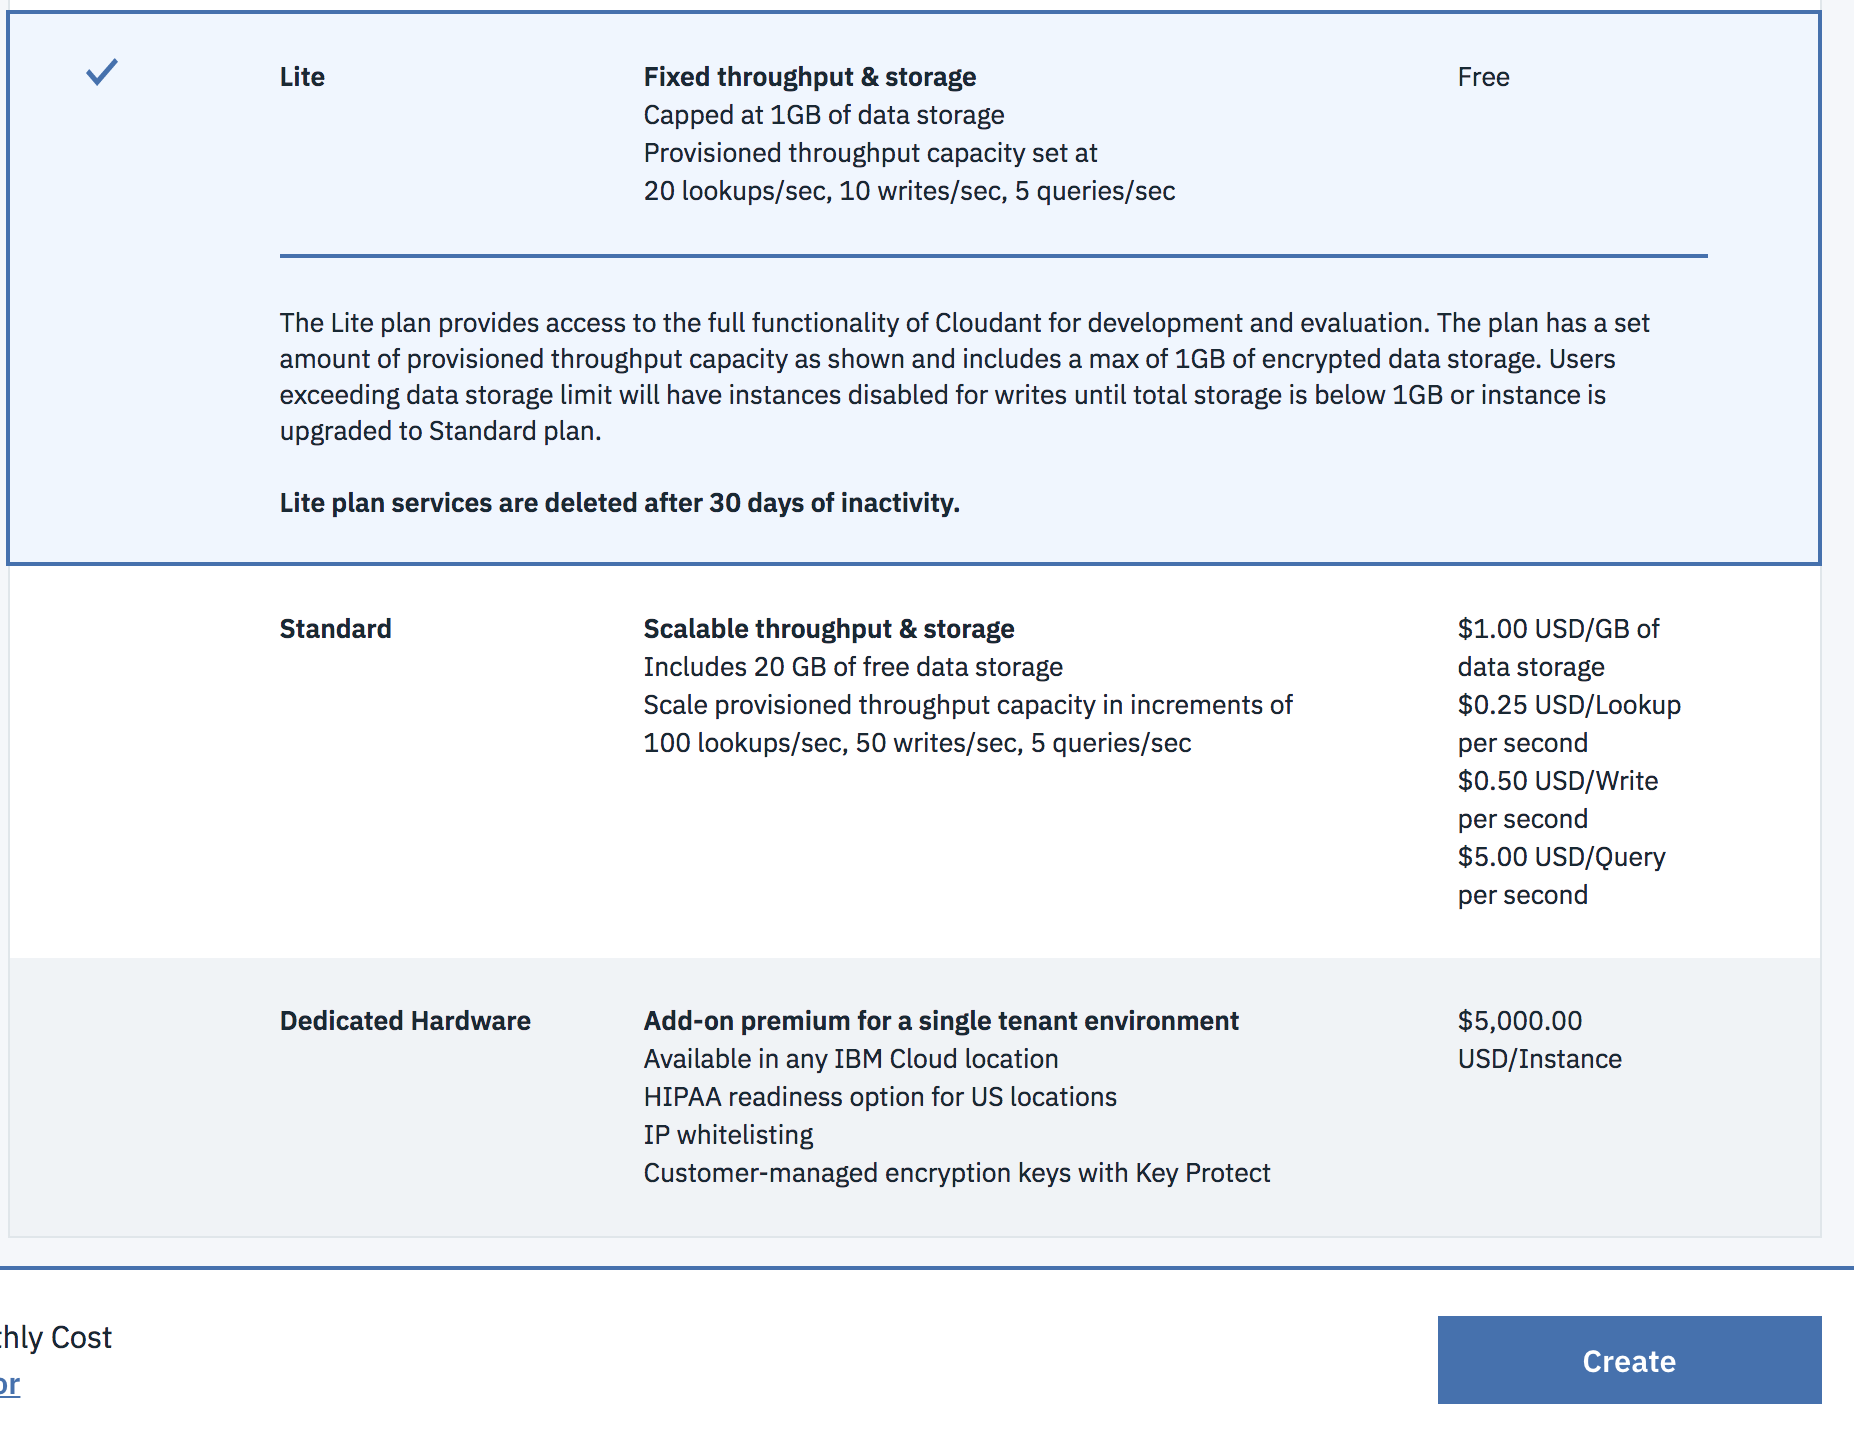 Lite
Fixed throughput & storage
Free
Capped at 1GB of data storage
Provisioned throughput capacity set at
20 lookups/sec, 10 writes/sec, 5 queries/sec
The Lite plan provides access to the full functionality of Cloudant for development and evaluation. The plan has a set
amount of provisioned throughput capacity as shown and includes a max of 1GB of encrypted data storage. Users
exceeding data storage limit will have instances disabled for writes until total storage is below 1GB or instance is
upgraded to Standard plan.
Lite plan services are deleted after 30 days of inactivity.
Standard
Scalable throughput & storage
Includes 20 GB of free data storage
Scale provisioned throughput capacity in increments of
100 lookups/sec, 50 writes/sec, 5 queries/sec
$1.00 USD/GB of
data storage
$0.25 USD/Lookup
per second
$0.50 USD/Write
per second
$5.00 USD/Query
per second
Dedicated Hardware
Add-on premium for a single tenant environment
Available in any IBM Cloud location
HIPAA readiness option for US locations
IP whitelisting
Customer-managed encryption keys with Key Protect
$5,000.00
USD/Instance
hly Cost
or
Create